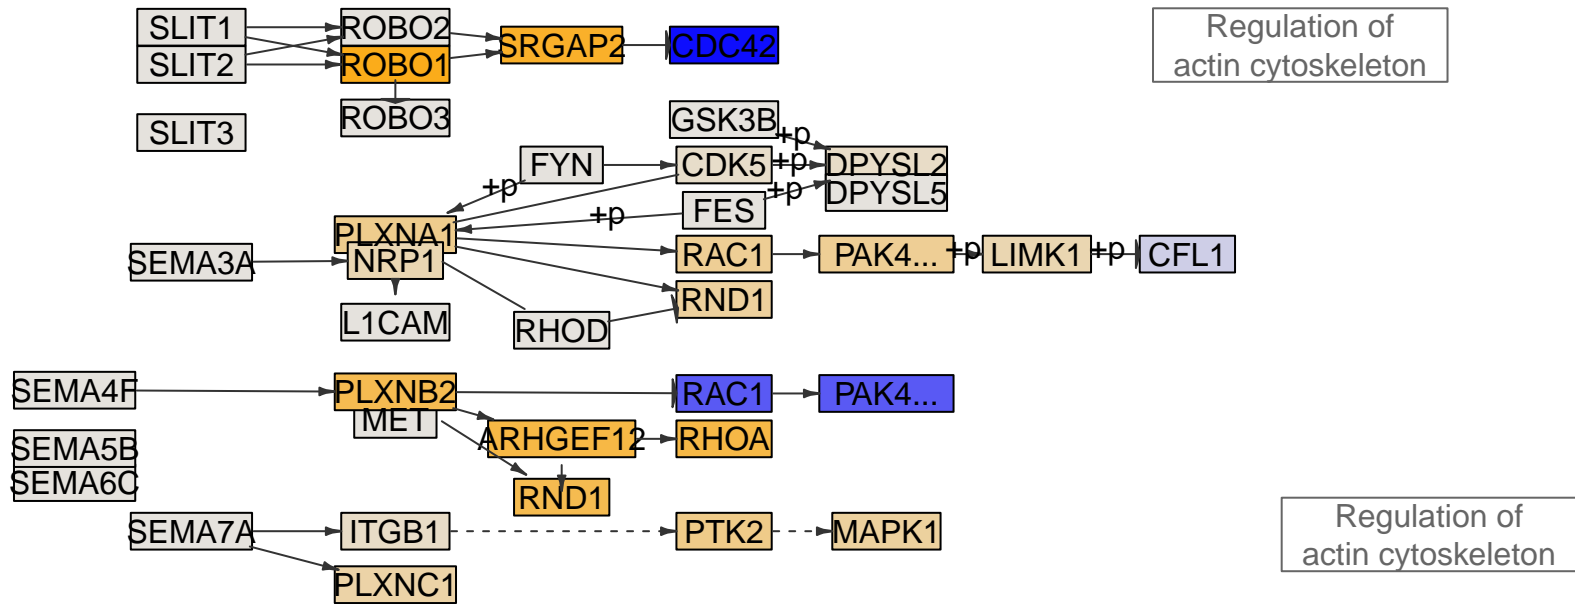 SLIT1
ROBO2
SRGAP2
CDC42
Regulation of
actin cytoskeleton
SLIT2
ROBO1
SLIT3
ROBO3
GSK3B
+p
FYN
CDK5
+p
DPYSL2
+p
FES
+p
DPYSL5
+p
PLXNA1
SEMA3A
NRP1
RAC1
PAK4...
+p
LIMK1
+p
CFL1
RND1
L1CAM
RHOD
SEMA4F
PLXNB2
RAC1
PAK4...
MET
ARHGEF12
RHOA
SEMA5B
SEMA6C
RND1
SEMA7A
ITGB1
PTK2
MAPK1
Regulation of
actin cytoskeleton
PLXNC1